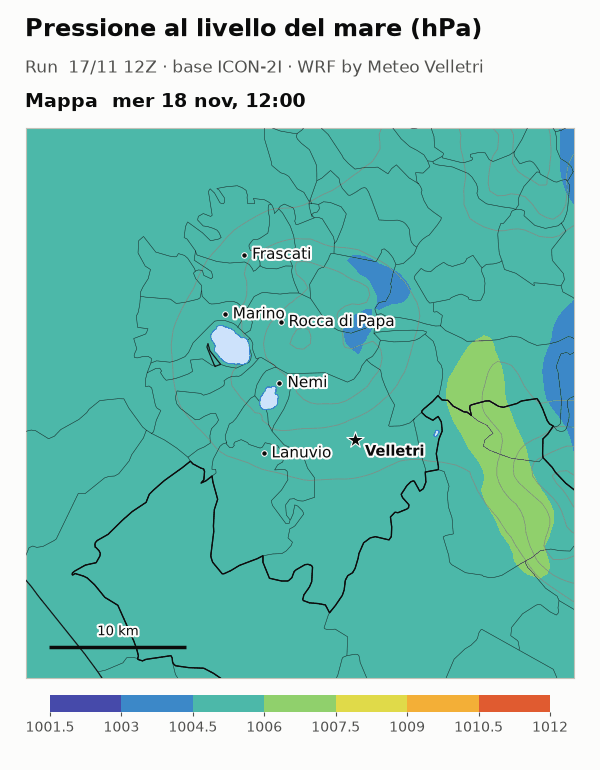 Pressione al livello del mare (hPa)
Run  17/11 12Z · base ICON-2I · WRF by Meteo Velletri
Mappa  mer 18 nov, 12:00
Frascati
Marino
Rocca di Papa
Nemi
Velletri
Lanuvio
10 km
1001.5 1003 1004.5 1006 1007.5 1009 1010.5 1012